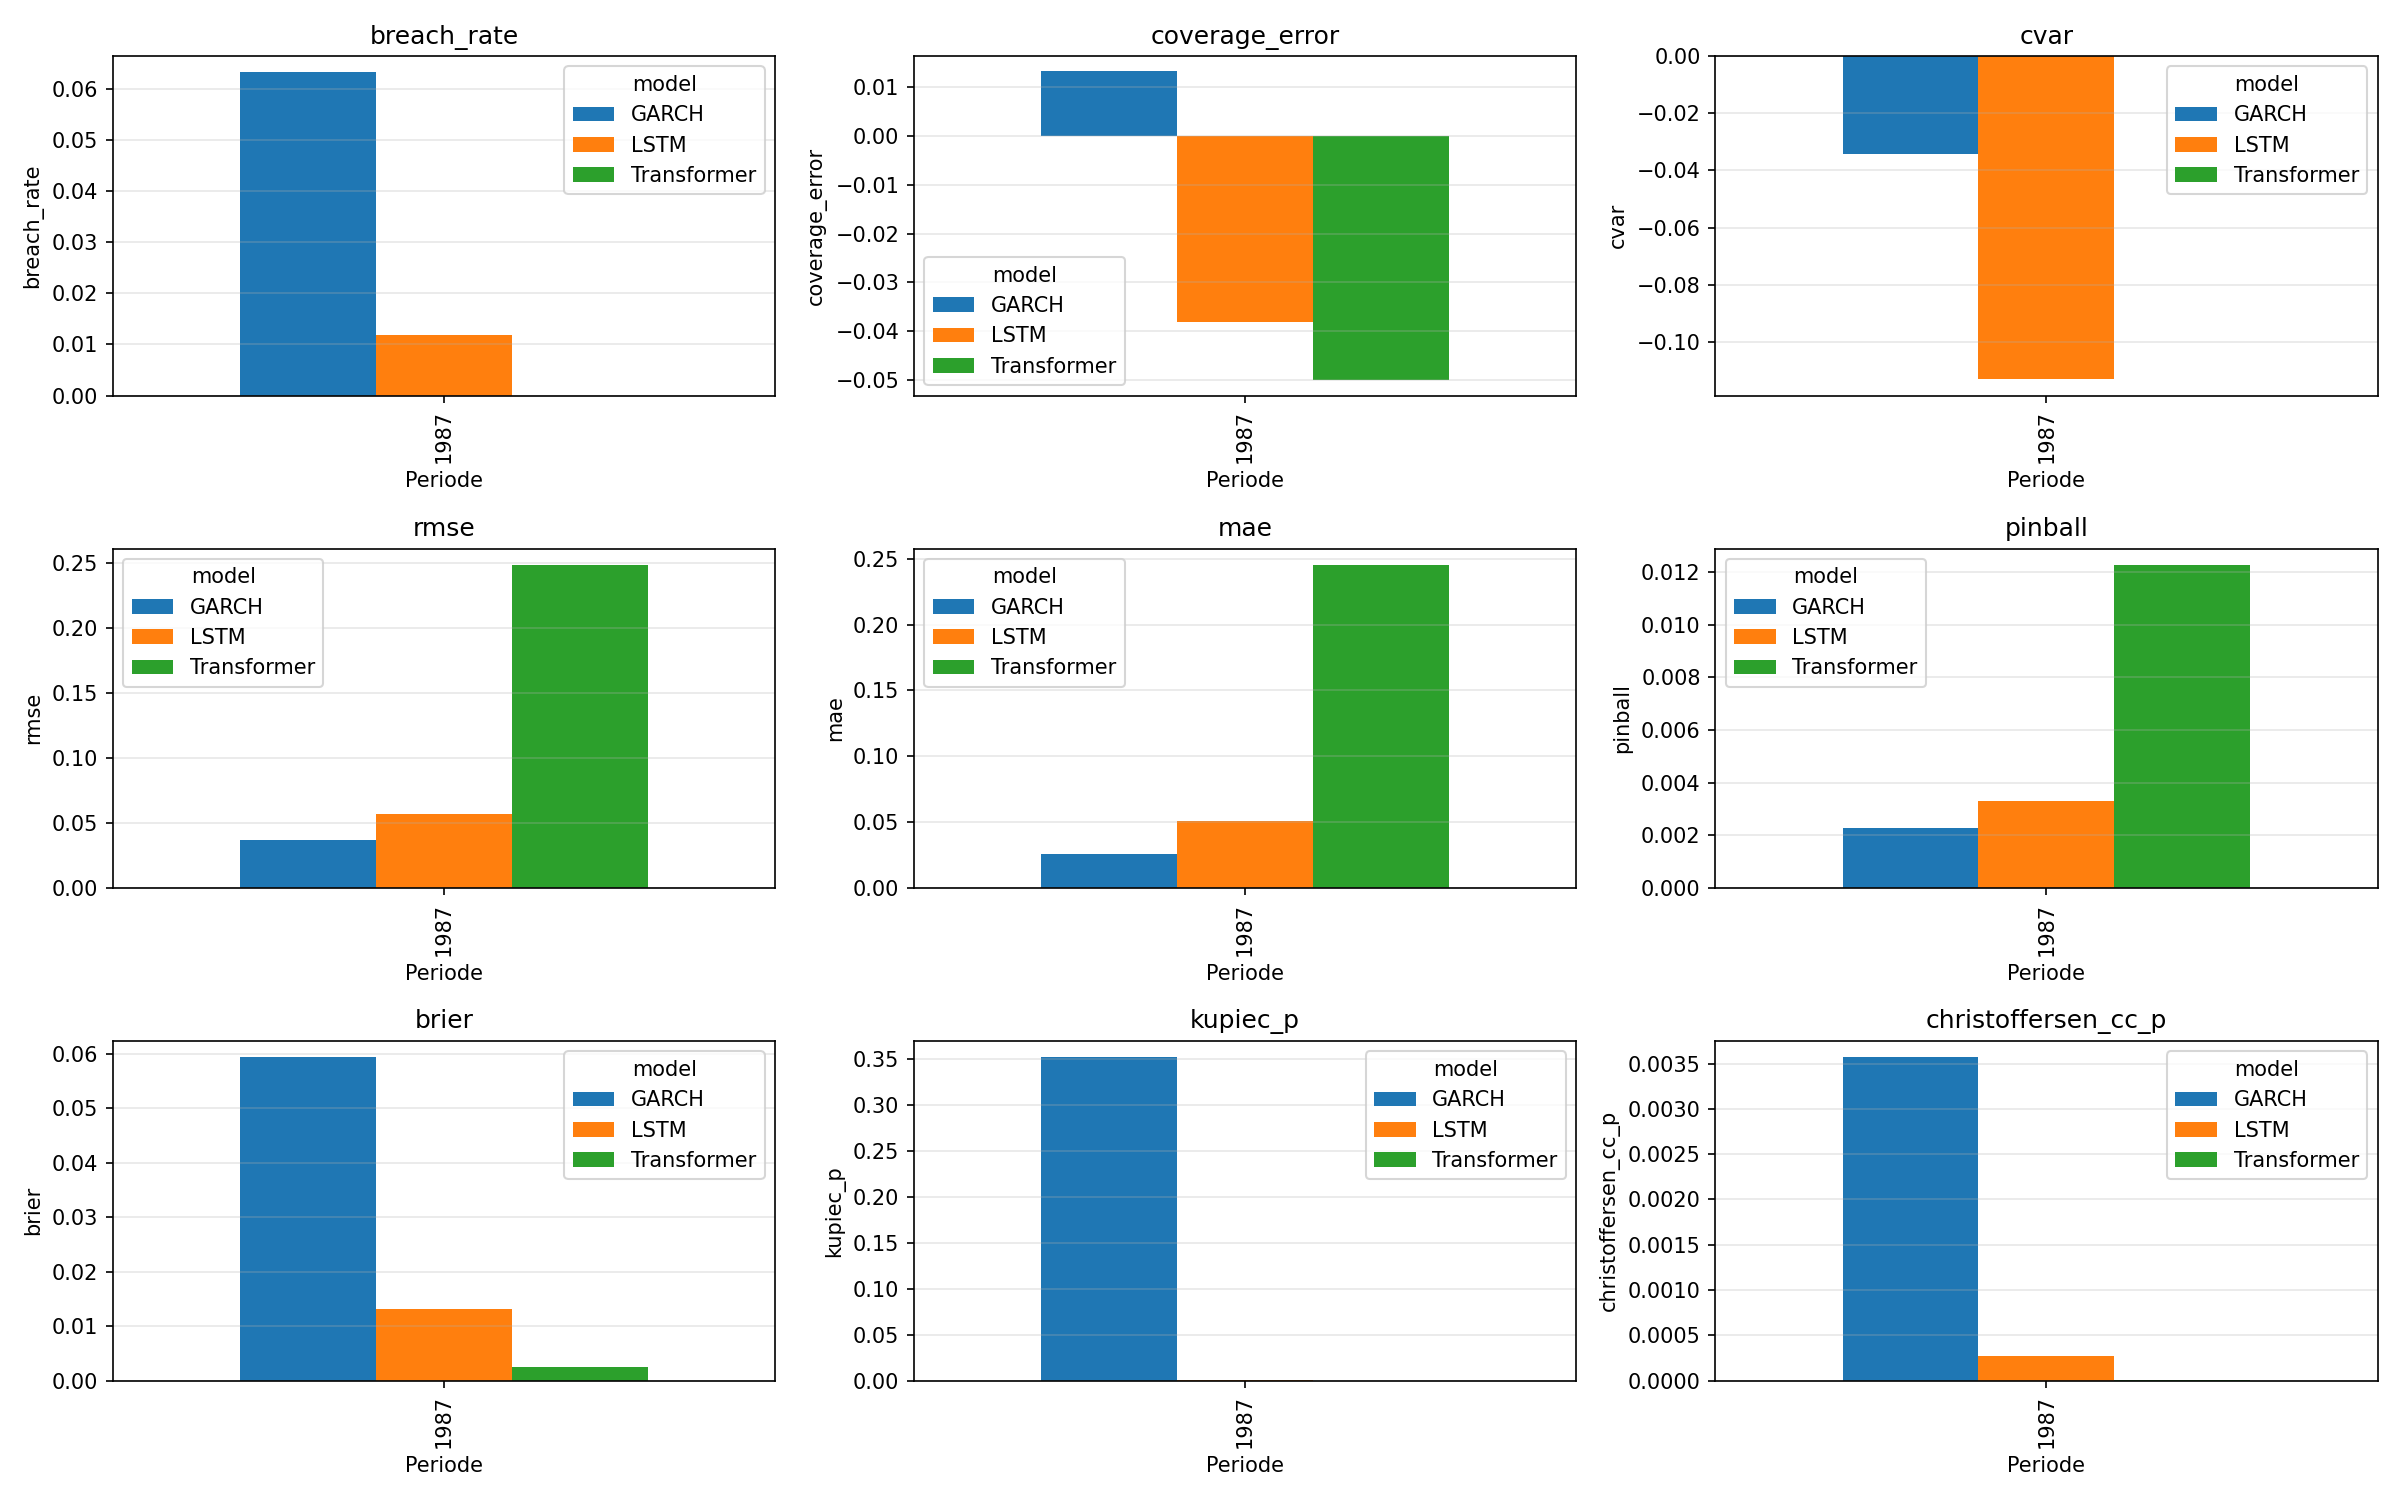 breach_rate
breach_rate
0.06
0.05
0.04
0.03
0.02
0.01
0.00
model
GARCH
LSTM
Transformer
1987
Periode
coverage_error
coverage_error
0.01
0.00
−0.01
−0.02
−0.03
−0.04
−0.05
model
GARCH
LSTM
Transformer
1987
Periode
cvar
cvar
0.00
−0.02
−0.04
−0.06
−0.08
−0.10
model
GARCH
LSTM
Transformer
1987
Periode
rmse
rmse
0.25
0.20
0.15
0.10
0.05
0.00
model
GARCH
LSTM
Transformer
1987
Periode
mae
mae
0.25
0.20
0.15
0.10
0.05
0.00
model
GARCH
LSTM
Transformer
1987
Periode
pinball
pinball
0.012
0.010
0.008
0.006
0.004
0.002
0.000
model
GARCH
LSTM
Transformer
1987
Periode
brier
brier
0.06
0.05
0.04
0.03
0.02
0.01
0.00
model
GARCH
LSTM
Transformer
1987
Periode
kupiec_p
kupiec_p
0.35
0.30
0.25
0.20
0.15
0.10
0.05
0.00
model
GARCH
LSTM
Transformer
1987
Periode
christoffersen_cc_p
christoffersen_cc_p
0.0035
0.0030
0.0025
0.0020
0.0015
0.0010
0.0005
0.0000
model
GARCH
LSTM
Transformer
1987
Periode